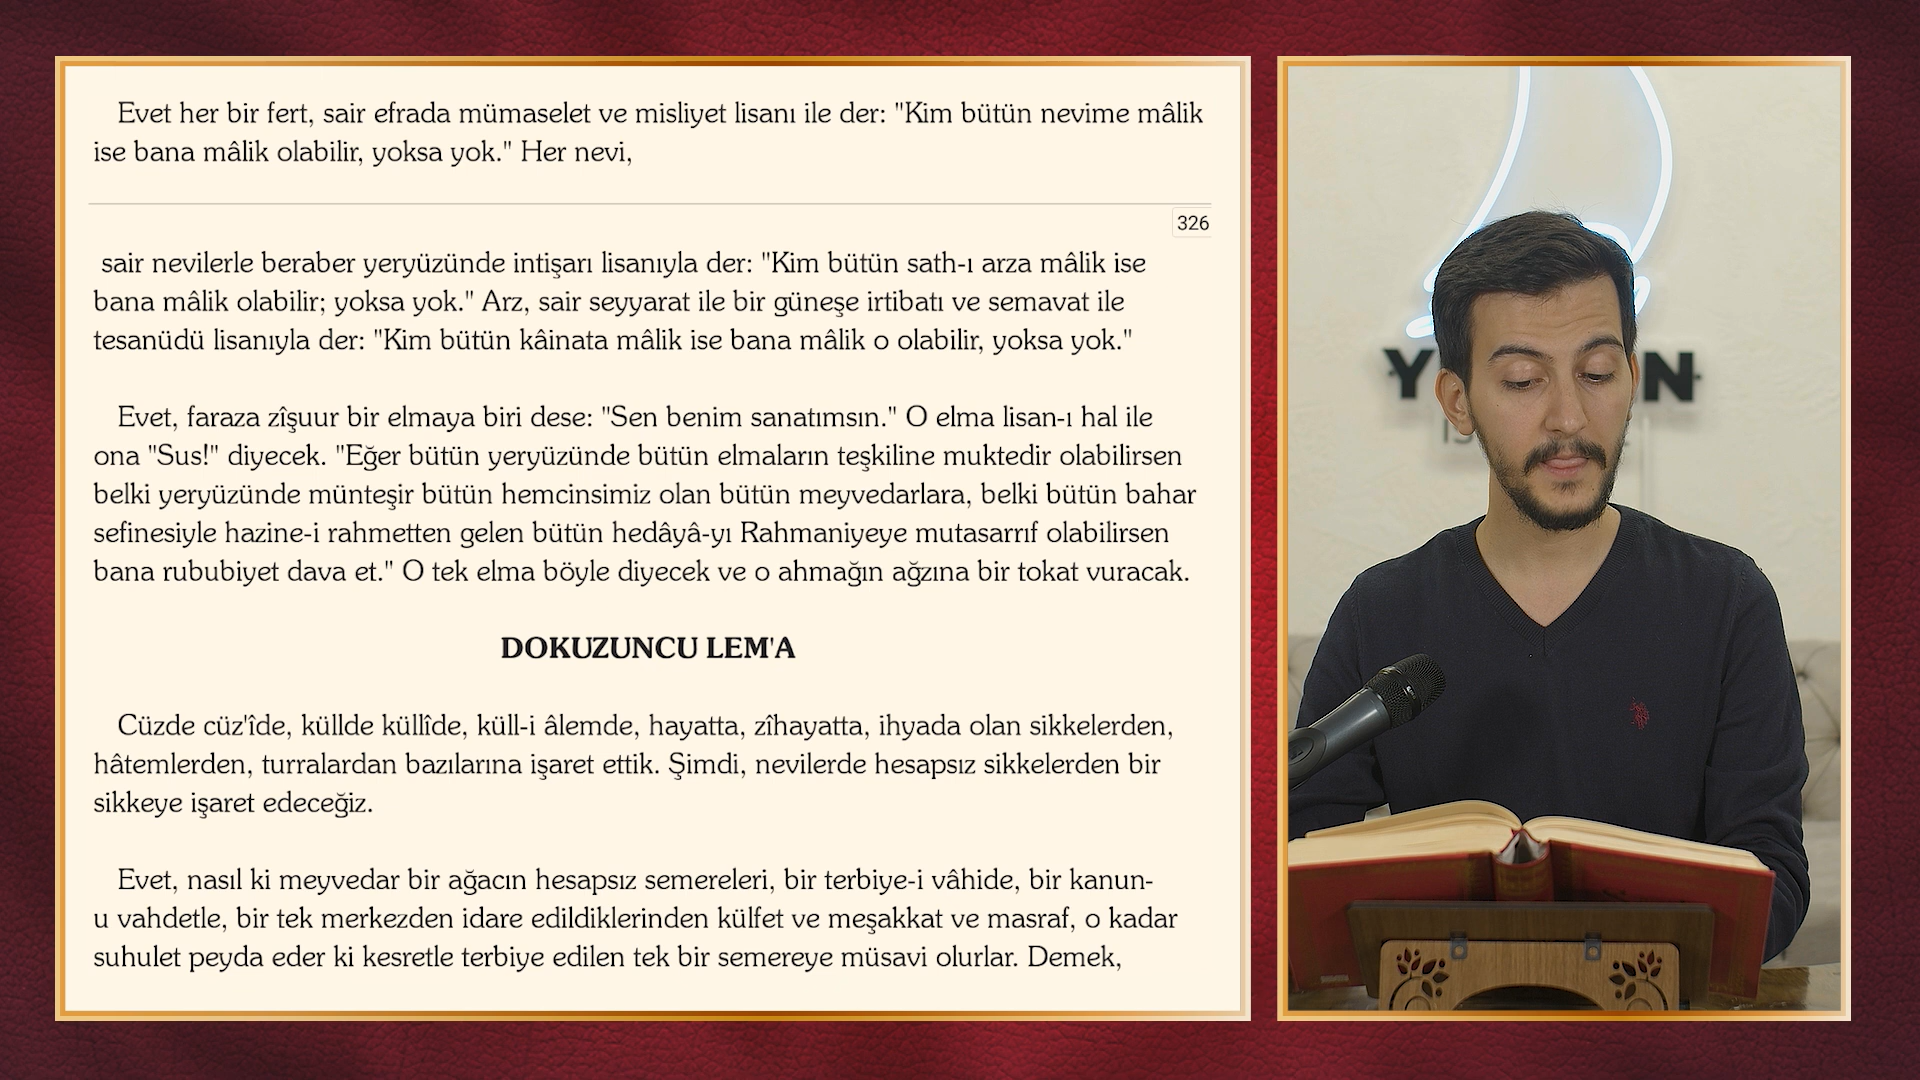 Evet her bir fert, sair efrada mümaselet ve misliyet lisanı ile der: "Kim bütün nevime mâlik
ise bana mâlik olabilir, yoksa yok." Her nevi,
326
sair nevilerle beraber yeryüzünde intişarı lisanıyla der: "Kim bütün sath-ı arza mâlik ise
bana mâlik olabilir; yoksa yok." Arz, sair seyyarat ile bir güneşe irtibatı ve semavat ile
tesanüdü lisanıyla der: "Kim bütün kâinata mâlik ise bana mâlik o olabilir, yoksa yok."
Evet, faraza zîşuur bir elmaya biri dese: "Sen benim sanatımsın." O elma lisan-ı hal ile
ona "Sus!" diyecek. "Eğer bütün yeryüzünde bütün elmaların teşkiline muktedir olabilirsen
belki yeryüzünde münteşir bütün hemcinsimiz olan bütün meyvedarlara, belki bütün bahar
sefinesiyle hazine-i rahmetten gelen bütün hedâyâ-yı Rahmaniyeye mutasarrıf olabilirsen
bana rububiyet dava et." O tek elma böyle diyecek ve o ahmağın ağzına bir tokat vuracak.
DOKUZUNCU LEM'A
Cüzde cüz'îde, küllde küllîde, küll-i âlemde, hayatta, zîhayatta, ihyada olan sikkelerden,
hâtemlerden, turralardan bazılarına işaret ettik. Şimdi, nevilerde hesapsız sikkelerden bir
sikkeye işaret edeceğiz.
Evet, nasıl ki meyvedar bir ağacın hesapsız semereleri, bir terbiye-i vâhide, bir kanun-
u vahdetle, bir tek merkezden idare edildiklerinden külfet ve meşakkat ve masraf, o kadar
suhulet peyda eder ki kesretle terbiye edilen tek bir semereye müsavi olurlar. Demek,